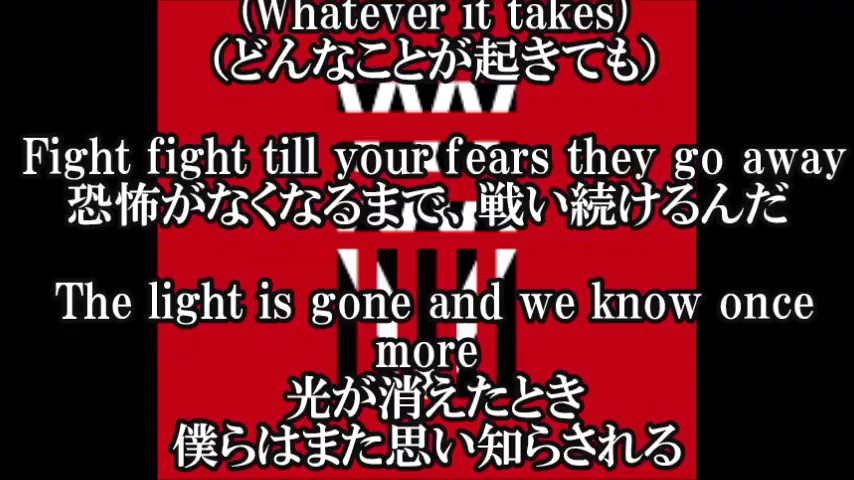 (Whatever it takes)
(どんなことが起きても)
Fight fight till your fears they go away
恐怖がなくなるまで、戦い続けるんだ
The light is gone and we know once
more
光が消えたとき
僕らはまた思い知らされる